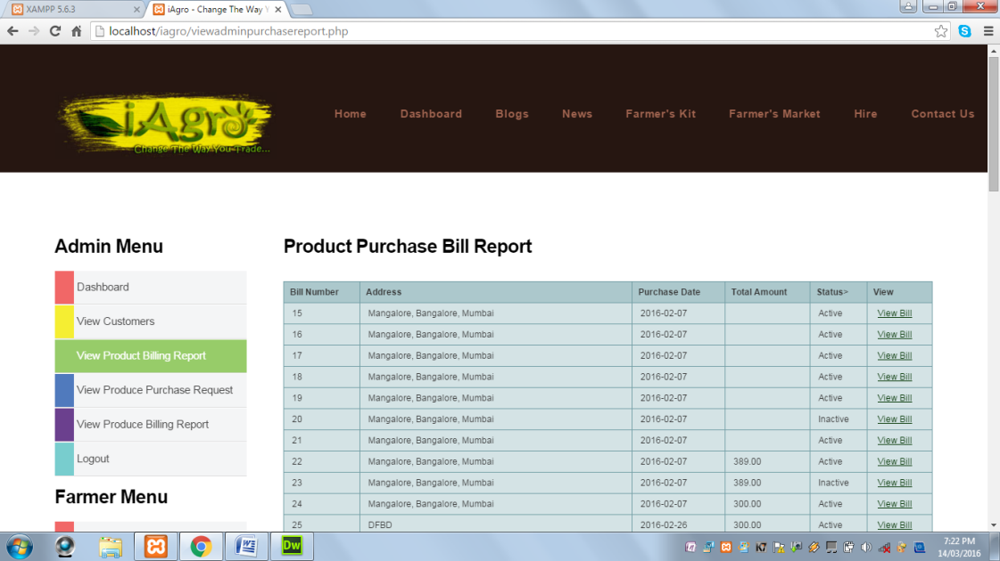 XAMPP 5.6.3
iAgro - Change The Way Y
localhost/iagro/viewadminpurchasereport.php
iAgro
Change The Way You Trade...
Home Dashboard Blogs News Farmer's Kit Farmer's Market Hire Contact Us
Admin Menu
Dashboard
View Customers
View Product Billing Report
View Produce Purchase Request
View Produce Billing Report
Logout
Farmer Menu
Product Purchase Bill Report
Bill Number Address Purchase Date Total Amount Status> View
15 Mangalore, Bangalore, Mumbai 2016-02-07 Active View Bill
16 Mangalore, Bangalore, Mumbai 2016-02-07 Active View Bill
17 Mangalore, Bangalore, Mumbai 2016-02-07 Active View Bill
18 Mangalore, Bangalore, Mumbai 2016-02-07 Active View Bill
19 Mangalore, Bangalore, Mumbai 2016-02-07 Active View Bill
20 Mangalore, Bangalore, Mumbai 2016-02-07 Inactive View Bill
21 Mangalore, Bangalore, Mumbai 2016-02-07 Active View Bill
22 Mangalore, Bangalore, Mumbai 2016-02-07 389.00 Active View Bill
23 Mangalore, Bangalore, Mumbai 2016-02-07 389.00 Inactive View Bill
24 Mangalore, Bangalore, Mumbai 2016-02-07 300.00 Active View Bill
25 DFBD 2016-02-26 300.00 Active View Bill
Dw
7:22 PM
14/03/2016